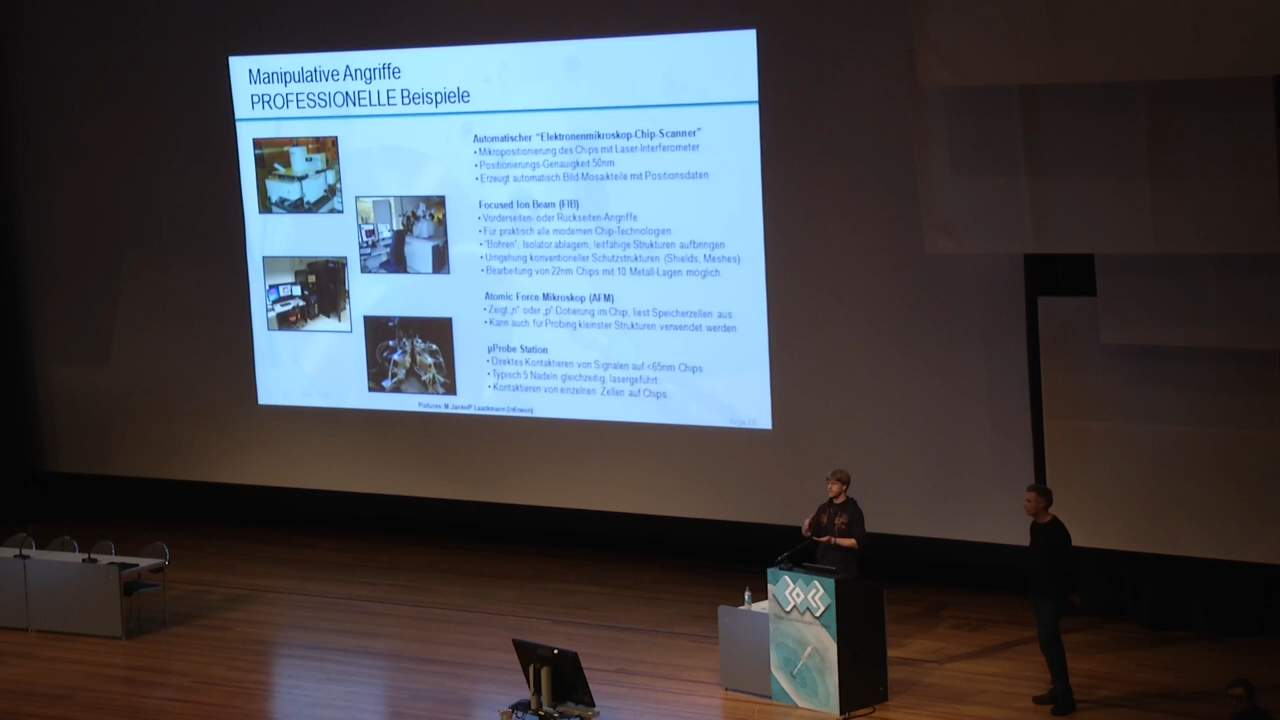 Manipulative Angriffe
PROFESSIONELLE Beispiele
Automatischer "Elektronenmikroskop-Chip-Scanner"
• Mikropositionierung des Chips mit Laser-Interferometer
• Positionierungs-Genauigkeit 50nm
• Erzeugt automatisch Bild-Mosaikteile mit Positionsdaten
Focused Ion Beam (FIB)
• Vorderseiten- oder Rückseiten-Angriffe
• Für praktisch alle modernen Chip-Technologien
• "Bohren", Isolator ablagern, leitfähige Strukturen aufbringen
• Umgehung konventioneller Schutzstrukturen (Shields, Meshes)
• Bearbeitung von 22nm Chips mit 10 Metall-Lagen möglich
Atomic Force Mikroskop (AFM)
• Zeigt „n" oder „p" Dotierung im Chip, liest Speicherzellen aus
• Kann auch für Probing kleinster Strukturen verwendet werden
µProbe Station
• Direktes Kontaktieren von Signalen auf <65nm Chips
• Typisch 5 Nadeln gleichzeitig, lasergeführt
• Kontaktieren von einzelnen Zellen auf Chips
Pictures: M.
Page
30C3